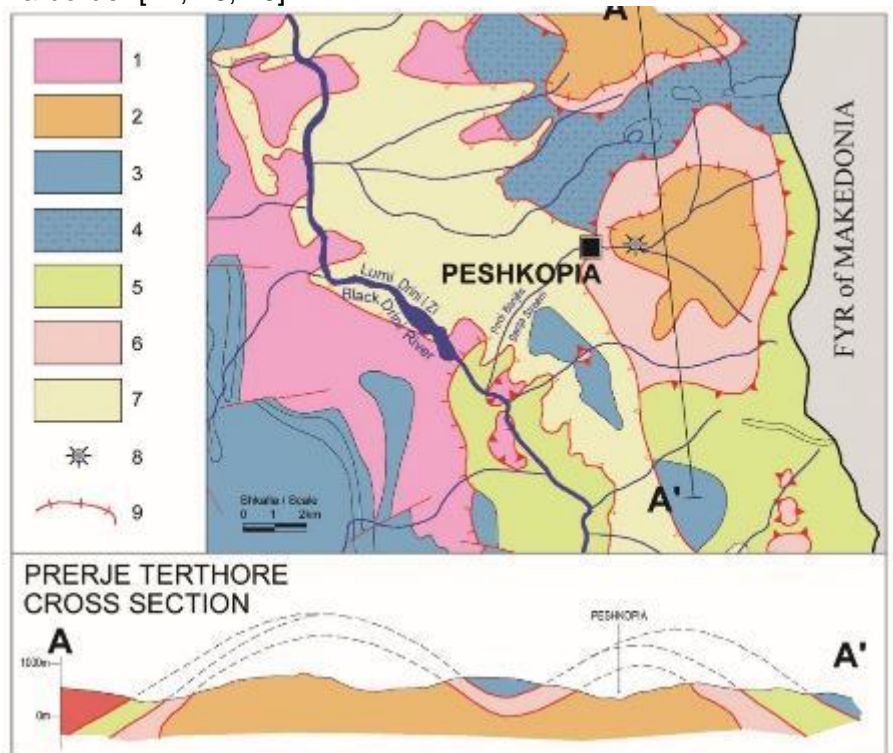 A
1
2
3
4
5
6
7
8
9
PESHKOPIA
Lumi Drini i Zi
Black Drini River
FYR of MAKEDONIA
Shkalla / Scale
0 1 2km
A'
PRERJE TERTHORE
CROSS SECTION
PESHKOPIA
A
A'
1000m
0m